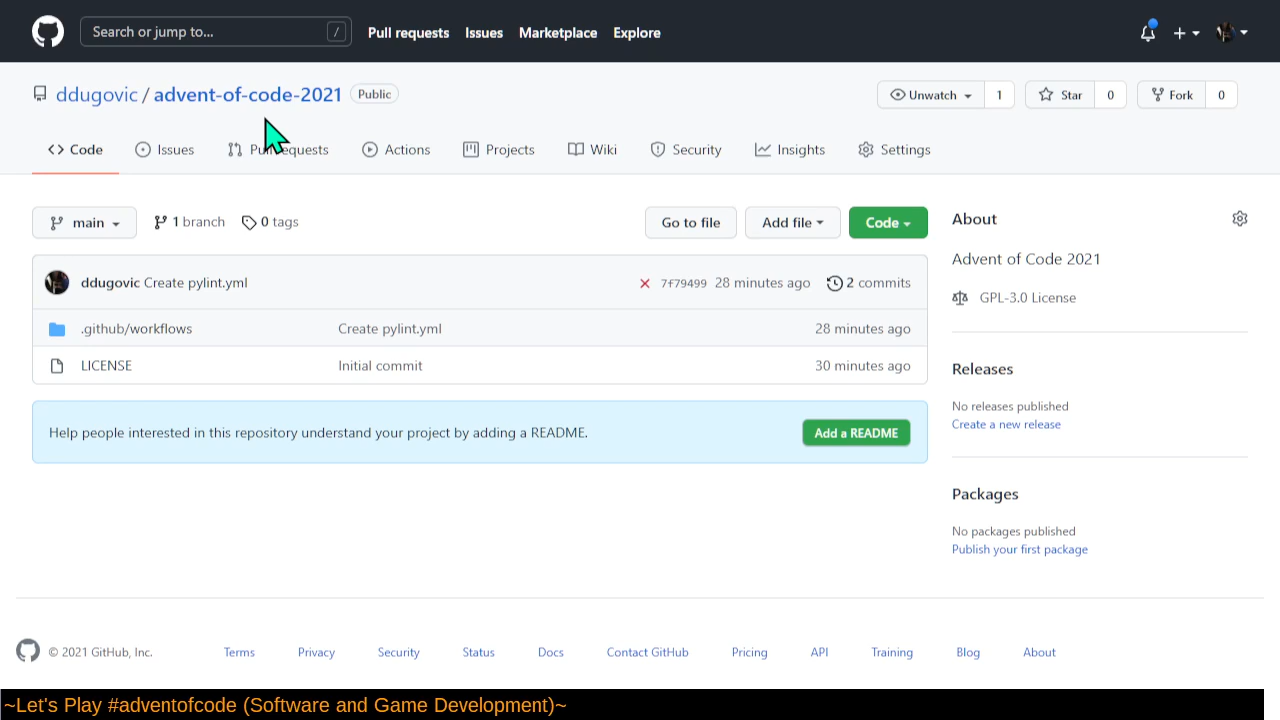 Search or jump to... /
Pull requests Issues Marketplace Explore
ddugovic / advent-of-code-2021 Public
Unwatch 1 Star 0 Fork 0
Code Issues Pull requests Actions Projects Wiki Security Insights Settings
main 1 branch 0 tags Go to file Add file Code
ddugovic Create pylint.yml 7f79499 28 minutes ago 2 commits
.github/workflows Create pylint.yml 28 minutes ago
LICENSE Initial commit 30 minutes ago
Help people interested in this repository understand your project by adding a README. Add a README
About
Advent of Code 2021
GPL-3.0 License
Releases
No releases published
Create a new release
Packages
No packages published
Publish your first package
© 2021 GitHub, Inc. Terms Privacy Security Status Docs Contact GitHub Pricing API Training Blog About
~Let's Play #adventofcode (Software and Game Development)~